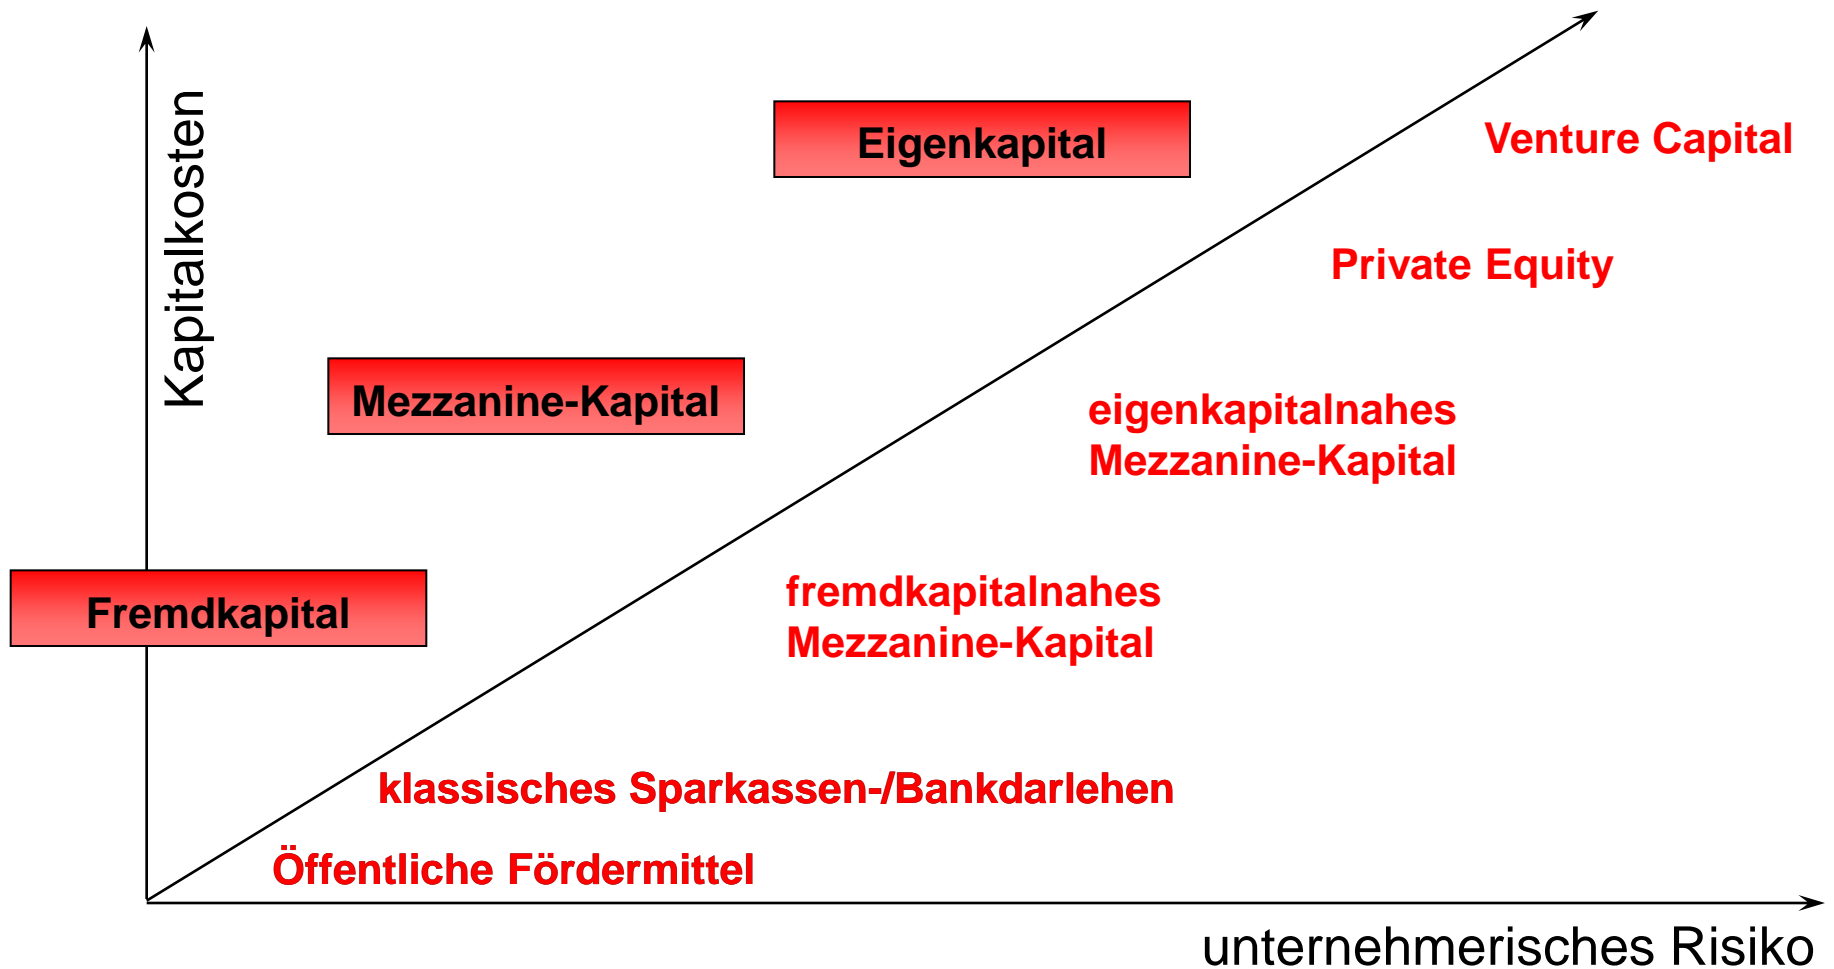 Kapitalkosten
Eigenkapital
Venture Capital
Private Equity
Mezzanine-Kapital
eigenkapitalnahes
Mezzanine-Kapital
Fremdkapital
fremdkapitalnahes
Mezzanine-Kapital
klassisches Sparkassen-/Bankdarlehen
Öffentliche Fördermittel
unternehmerisches Risiko